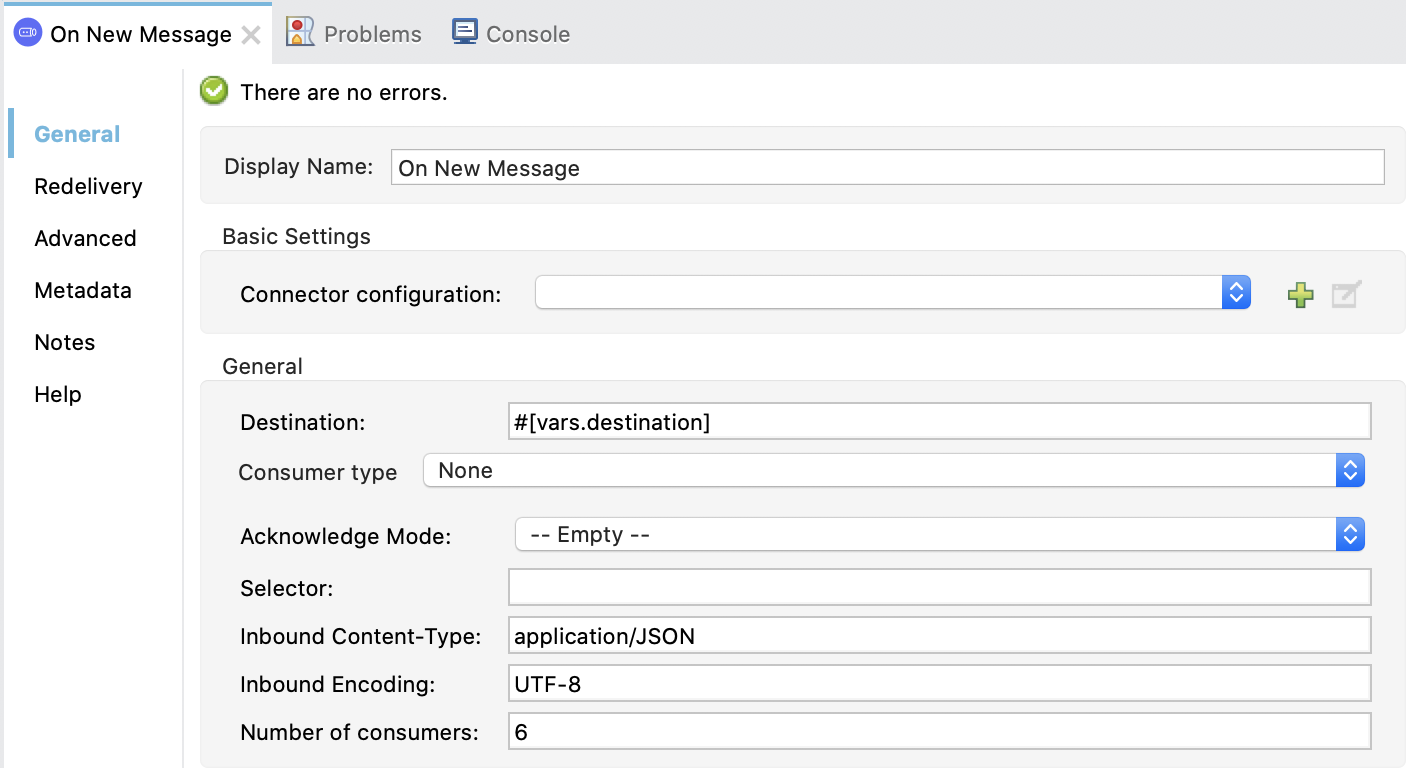 On New Message Problems Console
There are no errors.
General
Redelivery
Advanced
Metadata
Notes
Help
Display Name: On New Message
Basic Settings
Connector configuration:
General
Destination: #[vars.destination]
Consumer type None
Acknowledge Mode: -- Empty --
Selector:
Inbound Content-Type: application/JSON
Inbound Encoding: UTF-8
Number of consumers: 6